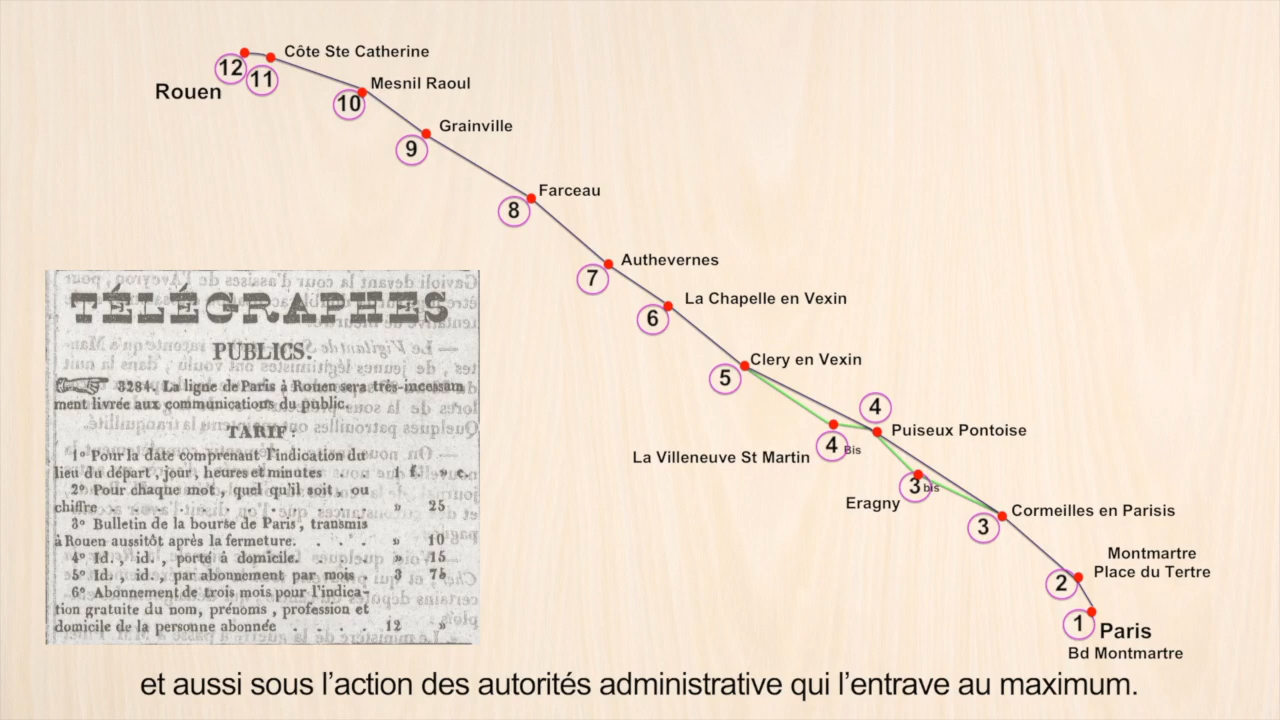 12
11
Côte Ste Catherine
Rouen
10
Mesnil Raoul
9
Grainville
8
Farceau
7
Authevernes
6
La Chapelle en Vexin
5
Clery en Vexin
4
Puiseux Pontoise
La Villeneuve St Martin
4 Bis
Eragny
3 bis
3
Cormeilles en Parisis
2
Montmartre
Place du Tertre
1
Paris
Bd Montmartre
TÉLÉGRAPHES
PUBLICS.
3284. La ligne de Paris à Rouen sera très-incessam
ment livrée aux communications du public.
TARIF :
1° Pour la date comprenant l'indication du
lieu du départ, jour, heures et minutes 1 f. » c.
2° Pour chaque mot, quel qu'il soit, ou
chiffre » 25
3° Bulletin de la bourse de Paris, transmis
à Rouen aussitôt après la fermeture. . . . » 10
4° Id., id., porté à domicile. . . . » 15
5° Id., id., par abonnement par mois 3 75
6° Abonnement de trois mois pour l'indica-
tion gratuite du nom, prénoms, profession et
domicile de la personne abonnée . . . . 12 »
et aussi sous l'action des autorités administrative qui l'entrave au maximum.